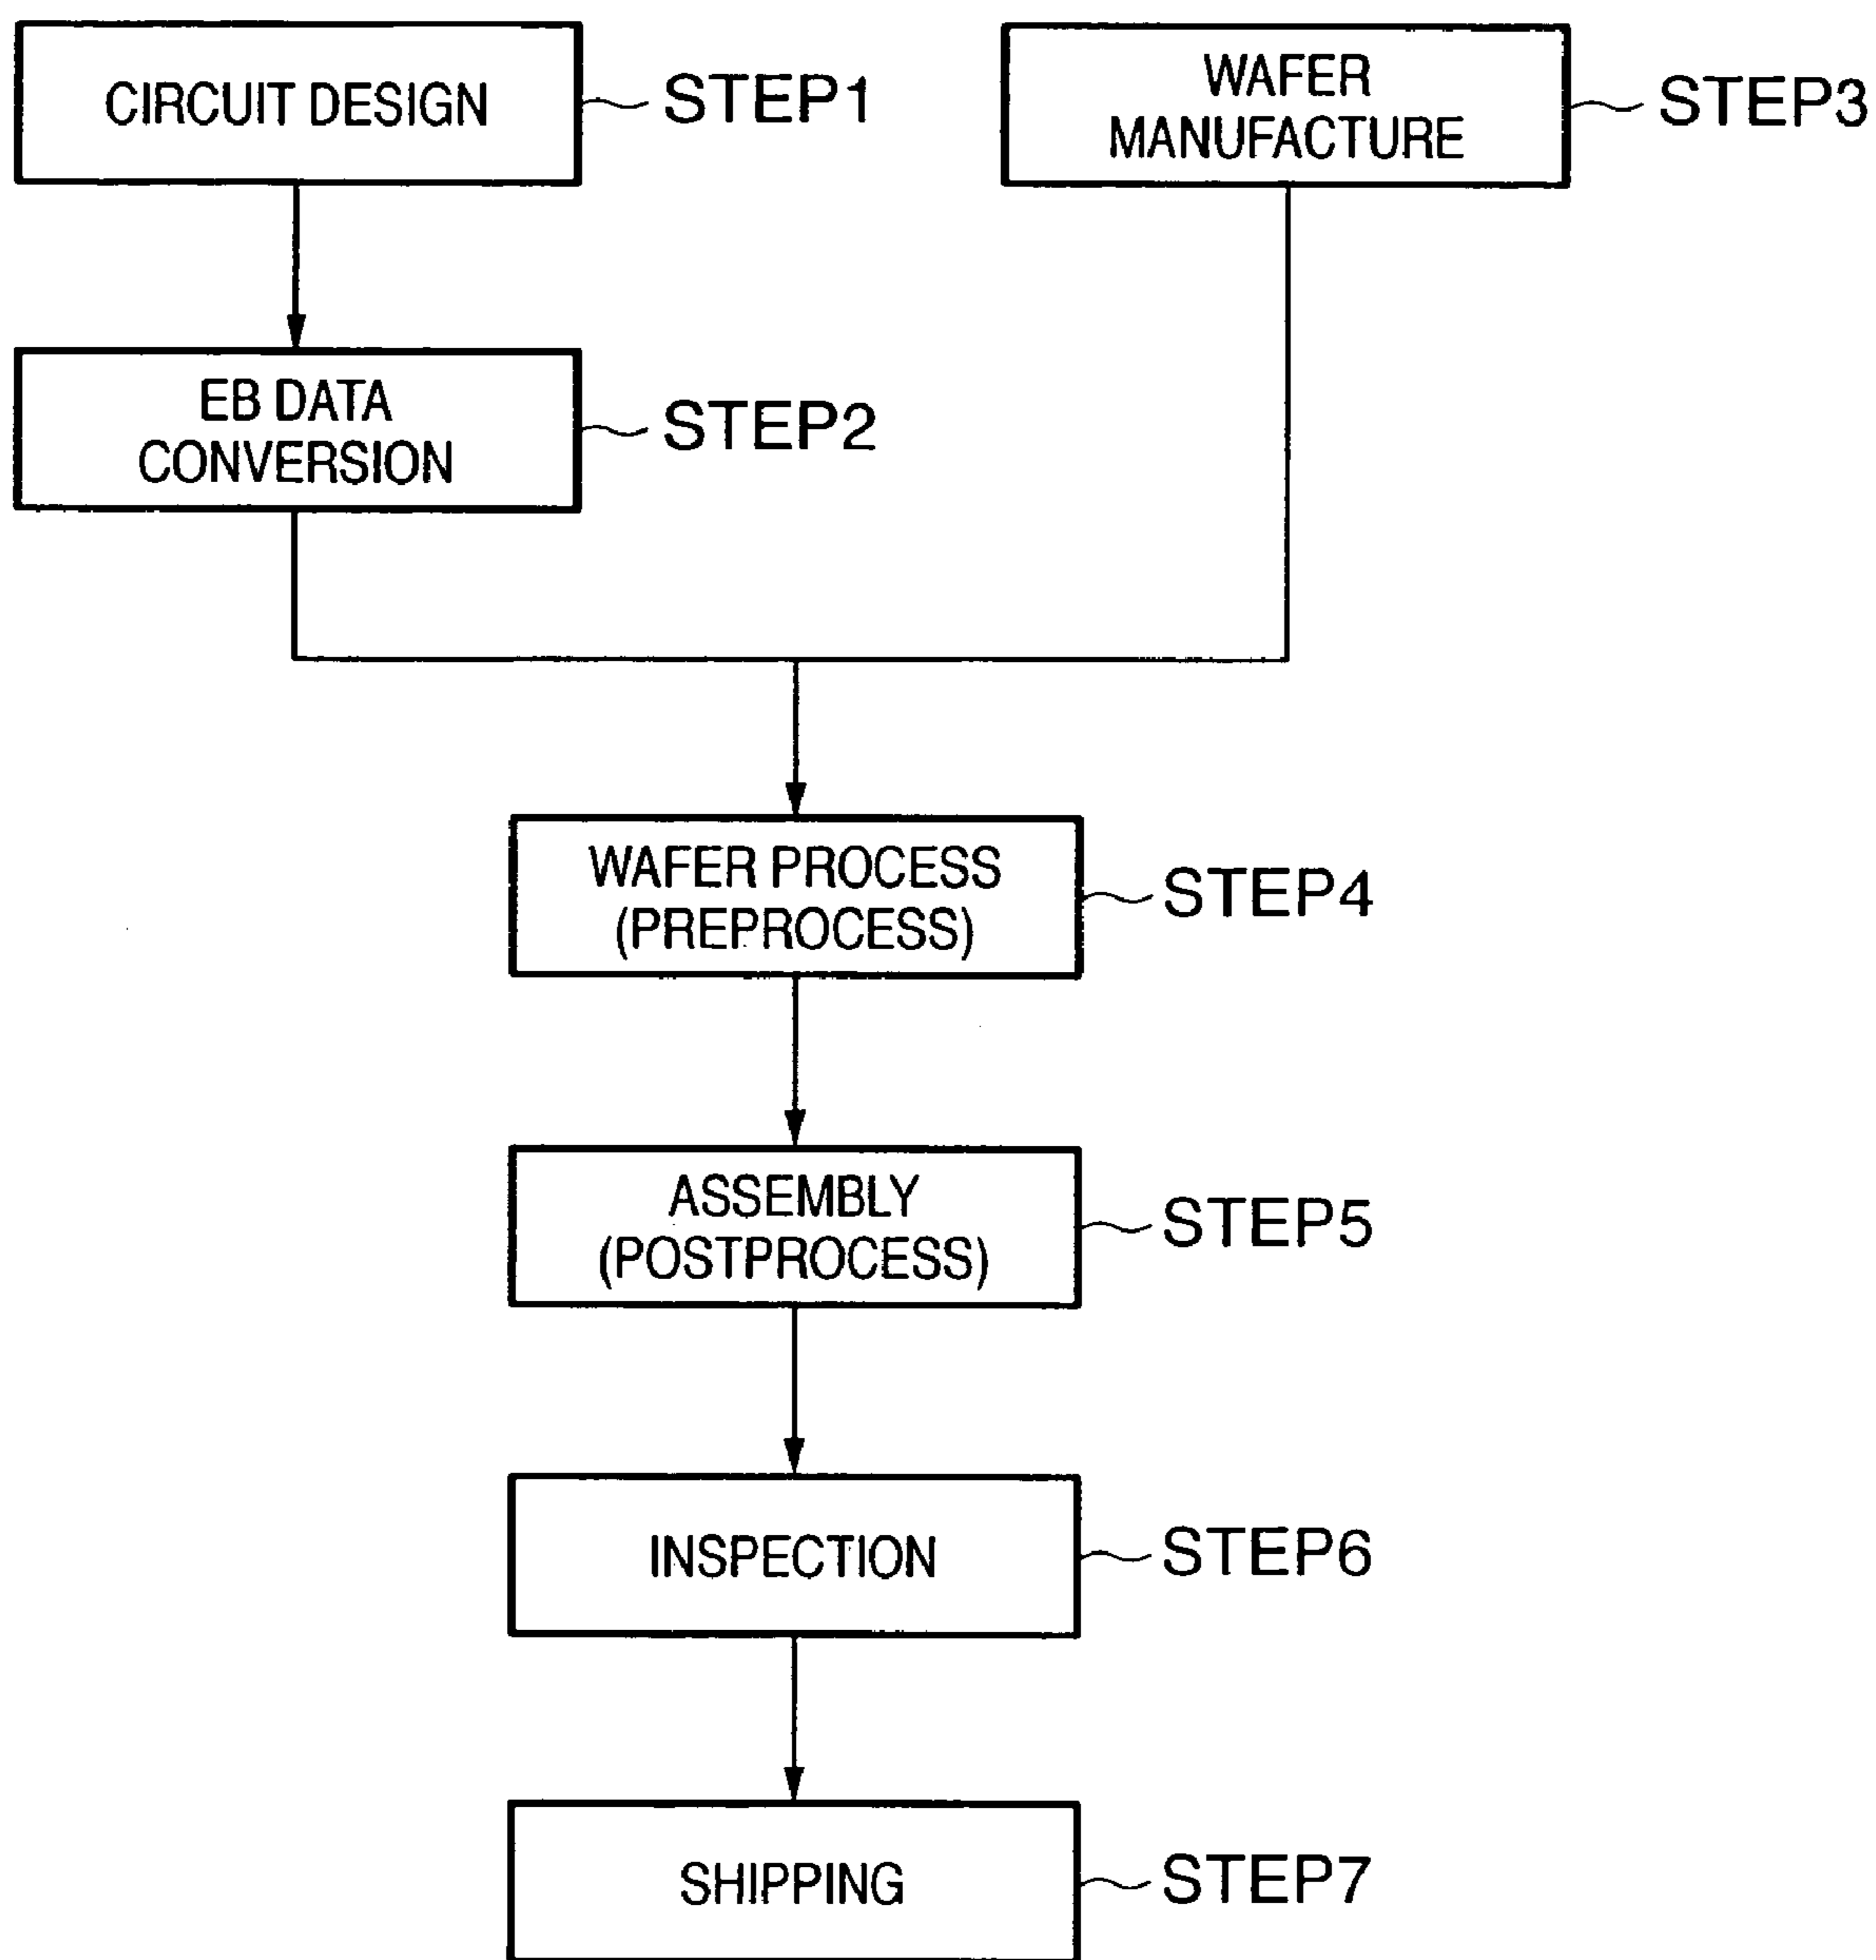 CIRCUIT DESIGN
STEP1
WAFER
MANUFACTURE
STEP3
EB DATA
CONVERSION
STEP2
WAFER PROCESS
(PREPROCESS)
STEP4
ASSEMBLY
(POSTPROCESS)
STEP5
INSPECTION
STEP6
SHIPPING
STEP7